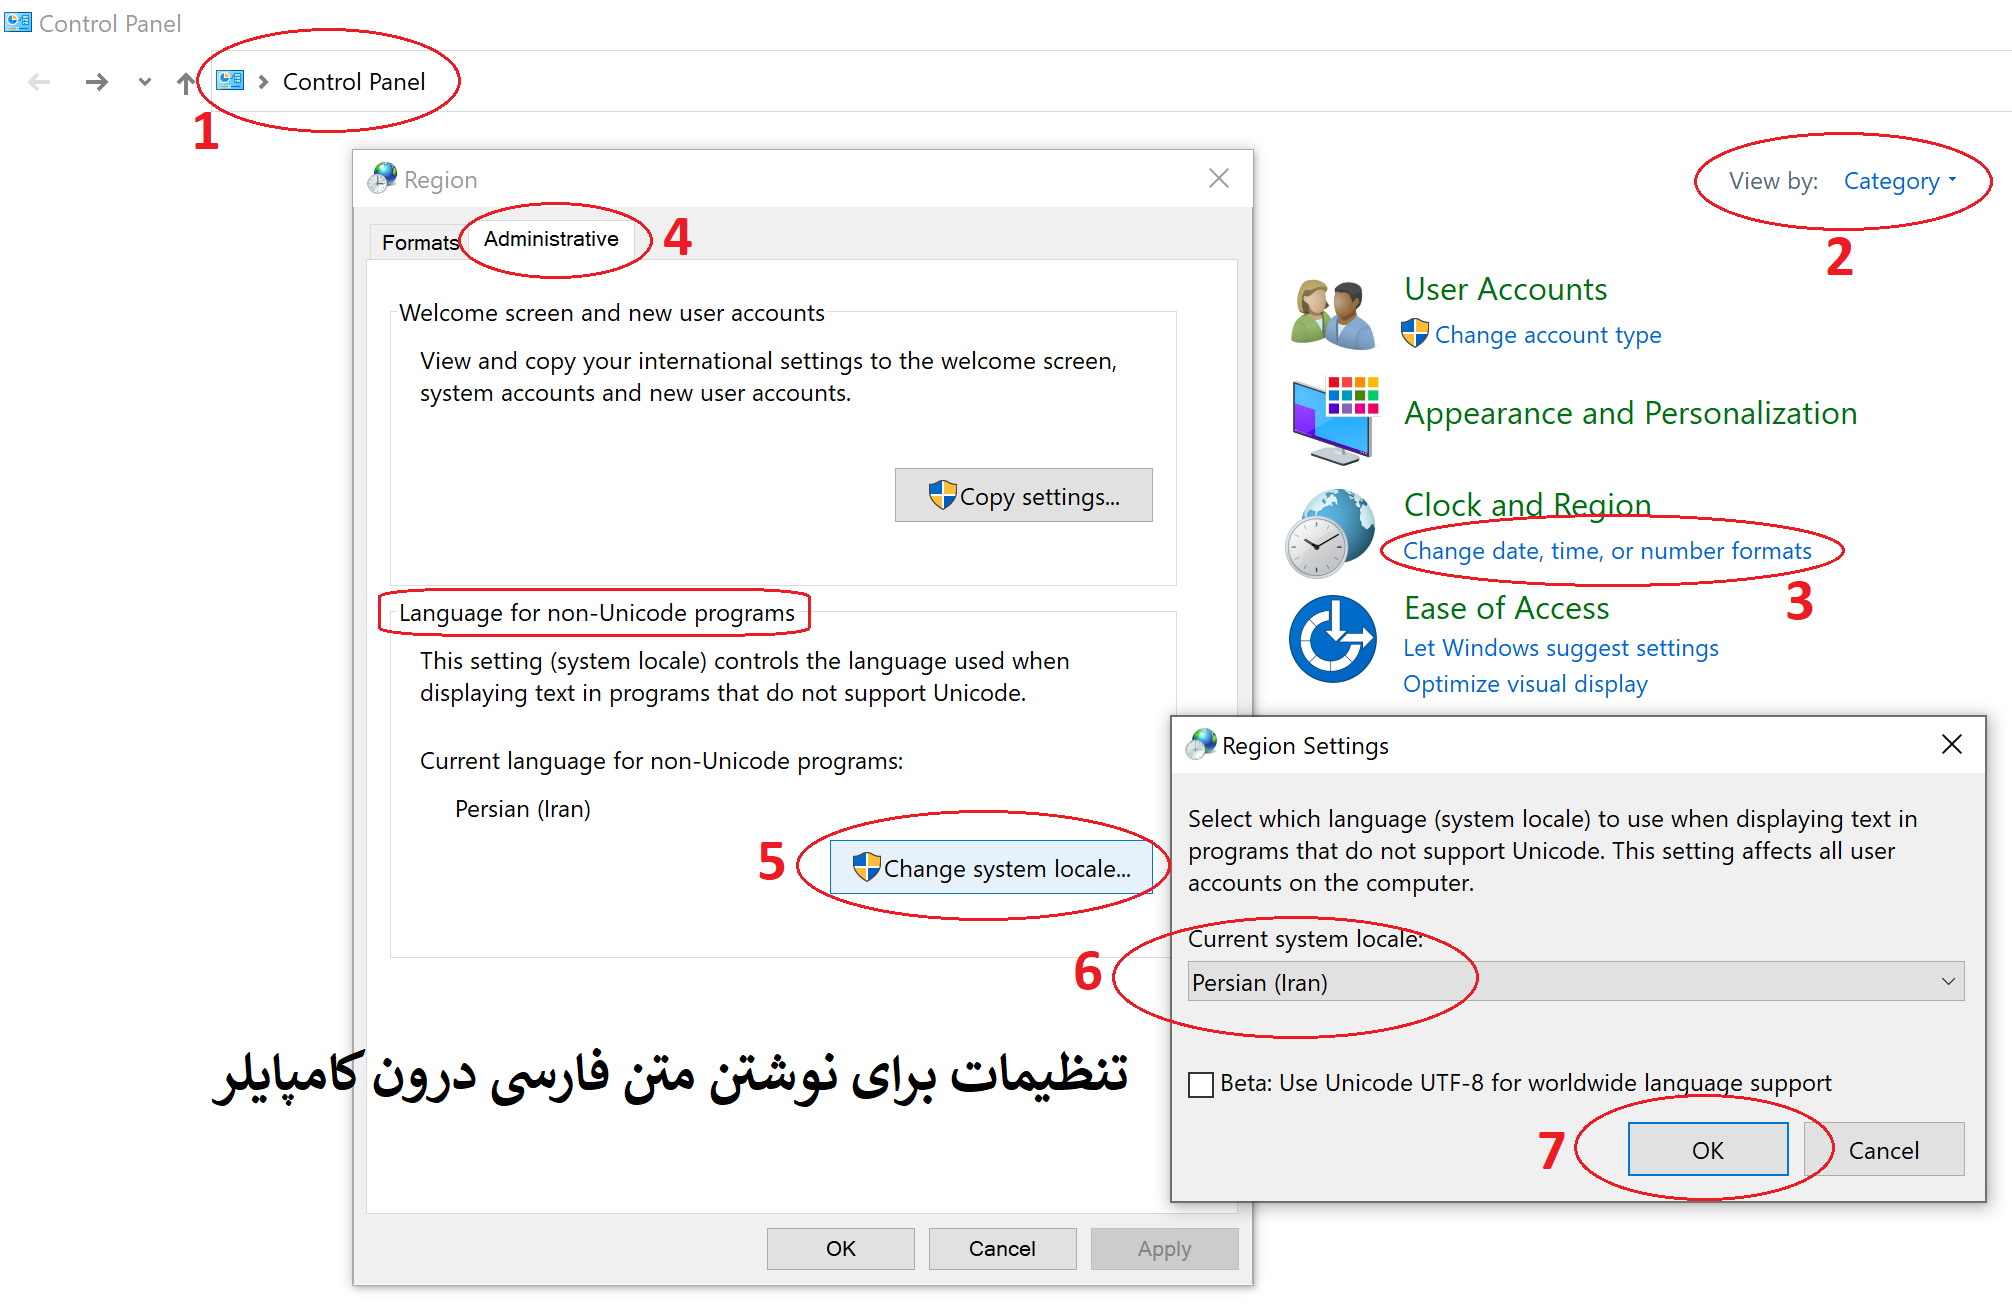 Control Panel
Control Panel
1
View by: Category
2
Region
Formats
Administrative
4
Welcome screen and new user accounts
View and copy your international settings to the welcome screen,
system accounts and new user accounts.
Copy settings...
Language for non-Unicode programs
This setting (system locale) controls the language used when
displaying text in programs that do not support Unicode.
Current language for non-Unicode programs:
Persian (Iran)
5
Change system locale...
تنظیمات برای نوشتن متن فارسی درون کامپایلر
OK
Cancel
Apply
User Accounts
Change account type
Appearance and Personalization
Clock and Region
Change date, time, or number formats
3
Ease of Access
Let Windows suggest settings
Optimize visual display
Region Settings
Select which language (system locale) to use when displaying text in
programs that do not support Unicode. This setting affects all user
accounts on the computer.
Current system locale:
6
Persian (Iran)
Beta: Use Unicode UTF-8 for worldwide language support
7
OK
Cancel